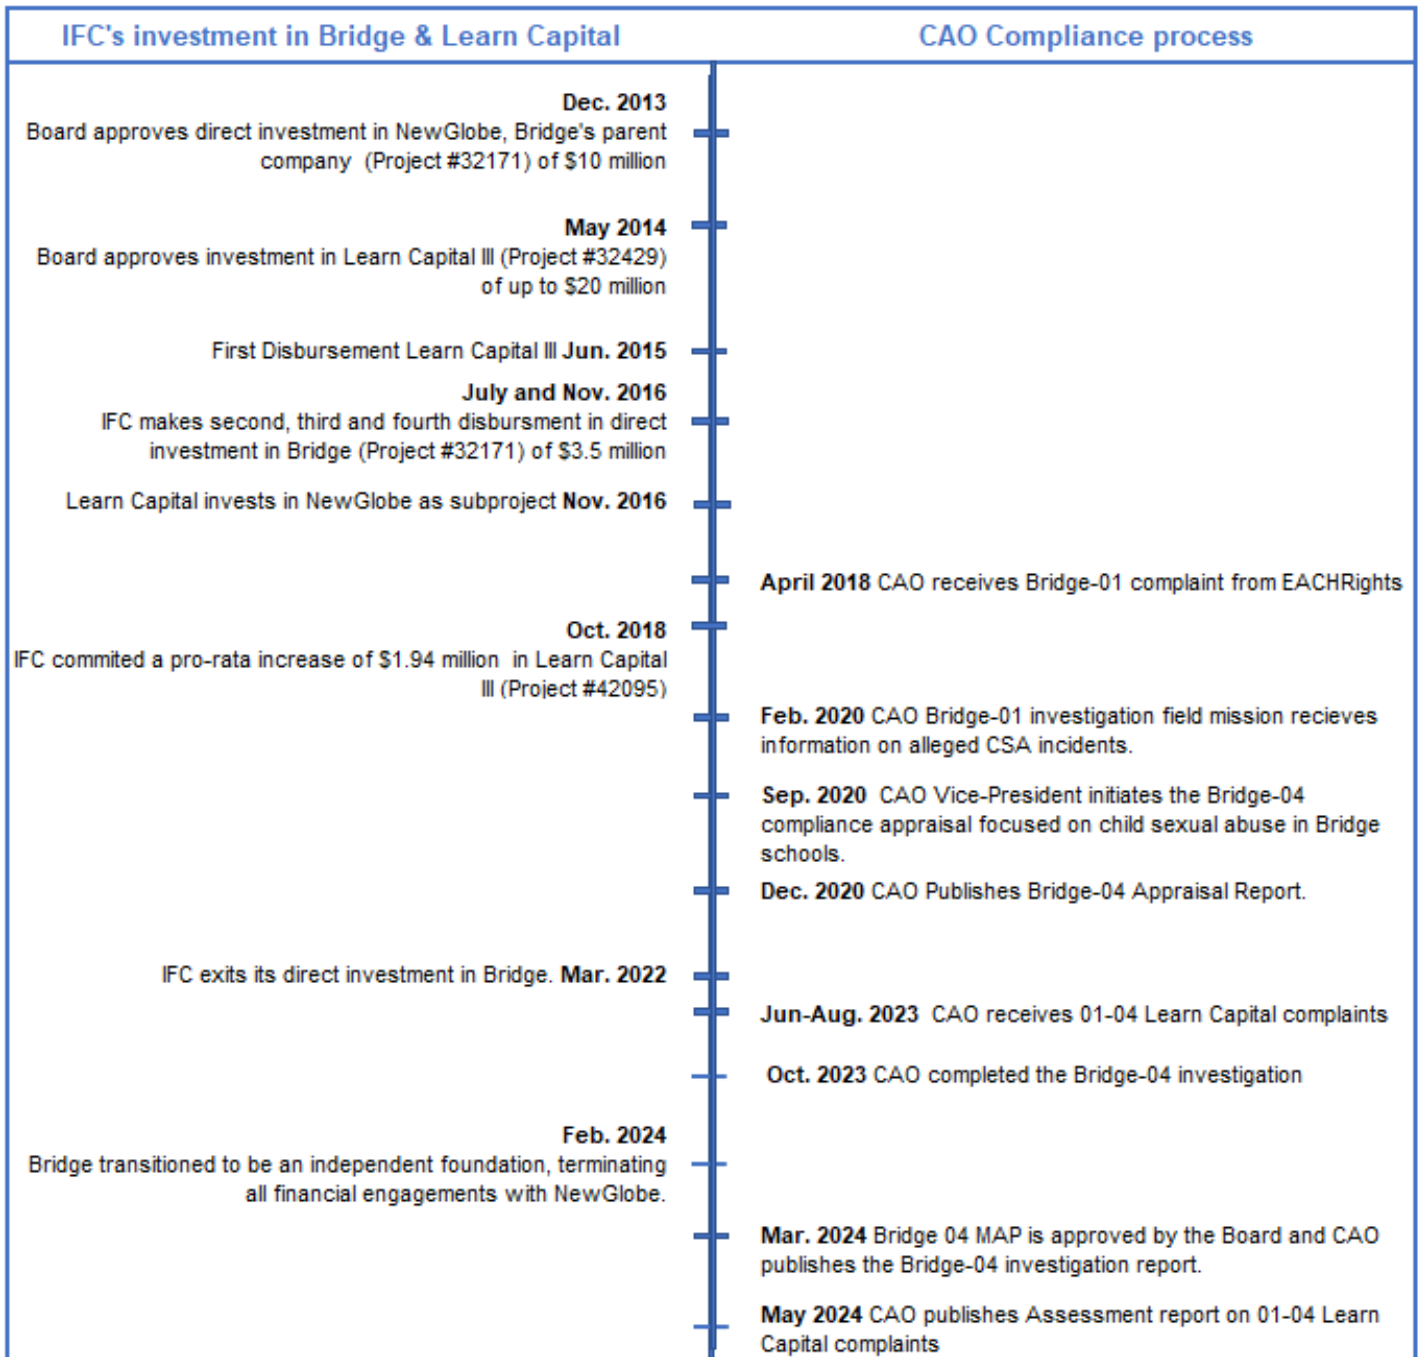 IFC's investment in Bridge & Learn Capital
CAO Compliance process
Dec. 2013
Board approves direct investment in NewGlobe, Bridge's parent
company (Project #32171) of $10 million
May 2014
Board approves investment in Learn Capital III (Project #32429)
of up to $20 million
First Disbursement Learn Capital III Jun. 2015
July and Nov. 2016
IFC makes second, third and fourth disbursment in direct
investment in Bridge (Project #32171) of $3.5 million
Learn Capital invests in NewGlobe as subproject Nov. 2016
April 2018 CAO receives Bridge-01 complaint from EACHRights
Oct. 2018
IFC commited a pro-rata increase of $1.94 million in Learn Capital
III (Project #42095)
Feb. 2020 CAO Bridge-01 investigation field mission recieves
information on alleged CSA incidents.
Sep. 2020 CAO Vice-President initiates the Bridge-04
compliance appraisal focused on child sexual abuse in Bridge
schools.
Dec. 2020 CAO Publishes Bridge-04 Appraisal Report.
IFC exits its direct investment in Bridge. Mar. 2022
Jun-Aug. 2023 CAO receives 01-04 Learn Capital complaints
Oct. 2023 CAO completed the Bridge-04 investigation
Feb. 2024
Bridge transitioned to be an independent foundation, terminating
all financial engagements with NewGlobe.
Mar. 2024 Bridge 04 MAP is approved by the Board and CAO
publishes the Bridge-04 investigation report.
May 2024 CAO publishes Assessment report on 01-04 Learn
Capital complaints